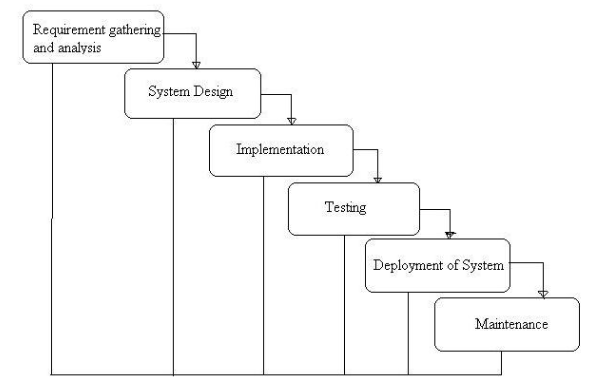 Requirement gathering
and analysis
System Design
Implementation
Testing
Deployment of System
Maintenance